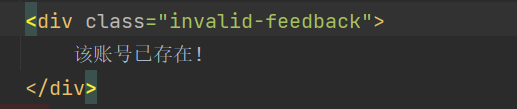 <div class="invalid-feedback">
该账号已存在!
</div>